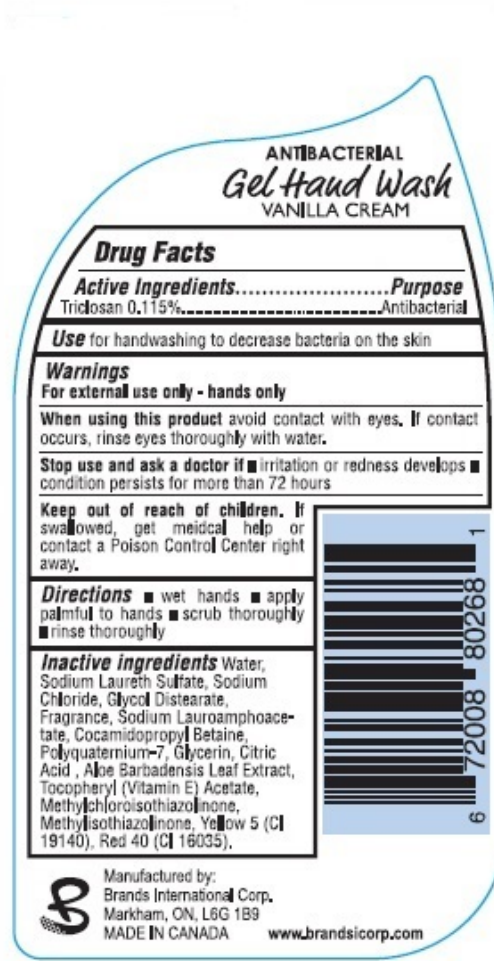 ANTIBACTERIAL
Gel Hand Wash
VANILLA CREAM
Drug Facts
Active Ingredients........................Purpose
Triclosan 0.115%........................Antibacterial
Use for handwashing to decrease bacteria on the skin
Warnings
For external use only - hands only
When using this product avoid contact with eyes. If contact
occurs, rinse eyes thoroughly with water.
Stop use and ask a doctor if ■ irritation or redness develops ■
condition persists for more than 72 hours
Keep out of reach of children. If
swallowed, get meidcal help or
contact a Poison Control Center right
away.
Directions ■ wet hands ■ apply
palmful to hands ■ scrub thoroughly
■ rinse thoroughly
Inactive ingredients Water,
Sodium Laureth Sulfate, Sodium
Chloride, Glycol Distearate,
Fragrance, Sodium Lauroamphoace-
tate, Cocamidopropyl Betaine,
Polyquaternium-7, Glycerin, Citric
Acid , Aloe Barbadensis Leaf Extract,
Tocopheryl (Vitamin E) Acetate,
Methylchloroisothiazolinone,
Methylisothiazolinone, Yellow 5 (CI
19140), Red 40 (CI 16035).
6 72008 80268 1
Manufactured by:
Brands International Corp.
Markham, ON, L6G 1B9
MADE IN CANADA www.brandsicorp.com